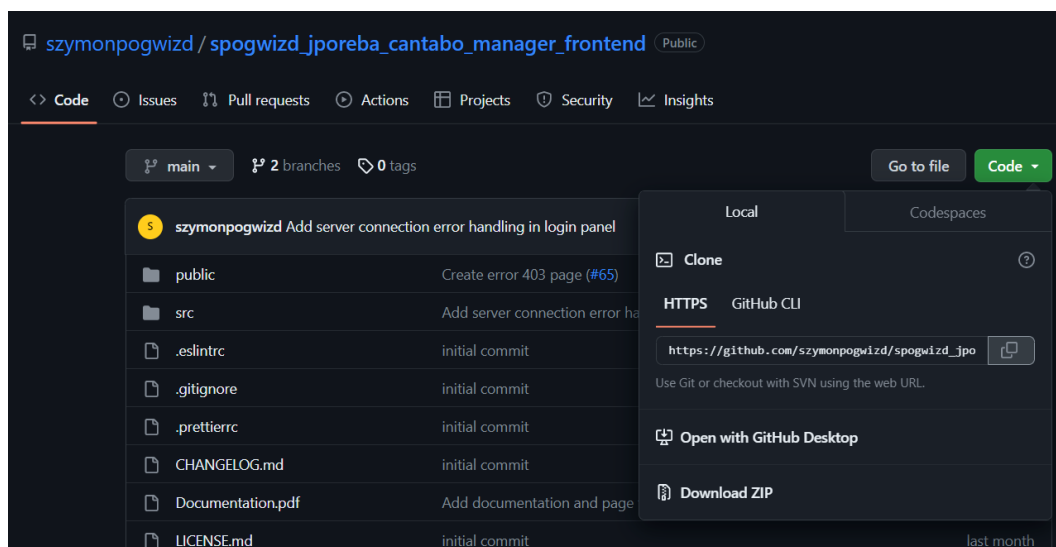 szymonpogwizd / spogwizd_jporeba_cantabo_manager_frontend Public
<> Code Issues Pull requests Actions Projects Security Insights
main 2 branches 0 tags Go to file Code
S szymonpogwizd Add server connection error handling in login panel
public Create error 403 page (#65)
src Add server connection error ha
.eslintrc initial commit
.gitignore initial commit
.prettierrc initial commit
CHANGELOG.md initial commit
Documentation.pdf Add documentation and page
LICENSE.md initial commit last month
Local Codespaces
Clone
HTTPS GitHub CLI
https://github.com/szymonpogwizd/spogwizd_jpo
Use Git or checkout with SVN using the web URL.
Open with GitHub Desktop
Download ZIP